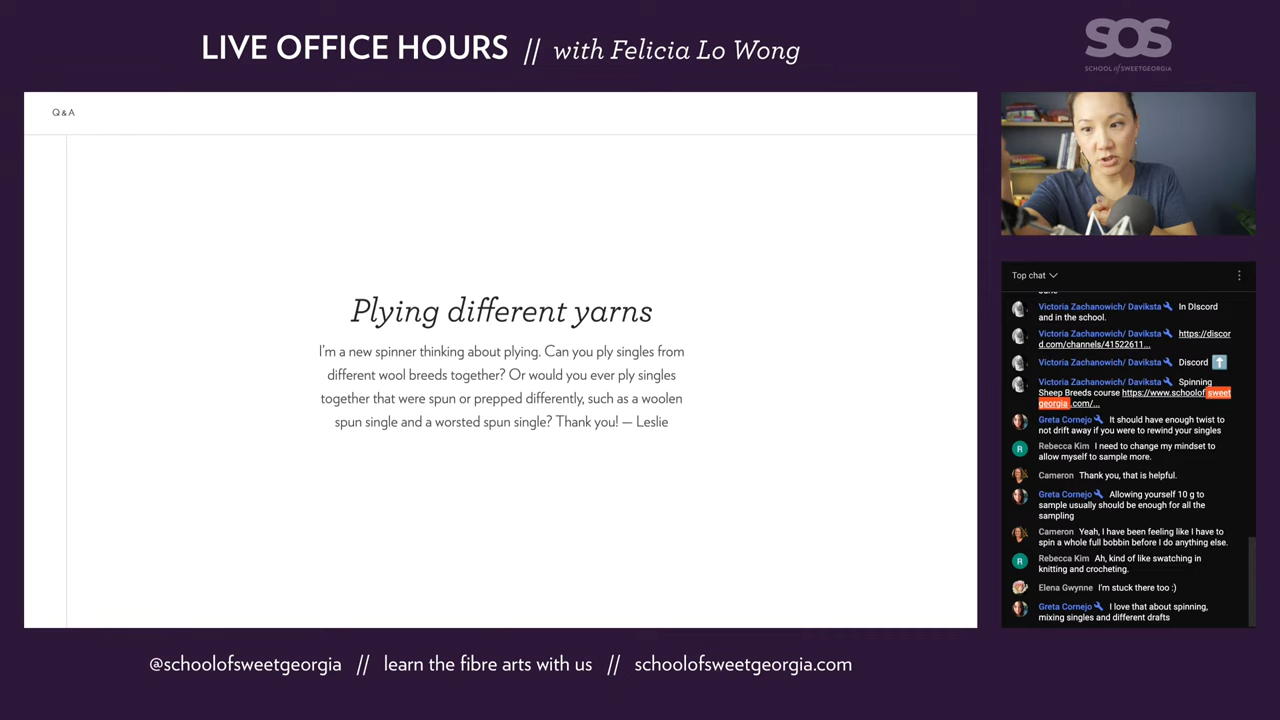 LIVE OFFICE HOURS // with Felicia Lo Wong
SOS
SCHOOL of SWEETGEORGIA
Q & A
Plying different yarns
I'm a new spinner thinking about plying. Can you ply singles from
different wool breeds together? Or would you ever ply singles
together that were spun or prepped differently, such as a woolen
spun single and a worsted spun single? Thank you! — Leslie
Top chat
Victoria Zachanowich/ Daviksta In DIscord
and in the school.
Victoria Zachanowich/ Daviksta https://discor
d.com/channels/41522611...
Victoria Zachanowich/ Daviksta Discord
Victoria Zachanowich/ Daviksta Spinning
Sheep Breeds course https://www.schoolof sweet
georgia .com/...
Greta Cornejo It should have enough twist to
not drift away if you were to rewind your singles
Rebecca Kim I need to change my mindset to
allow myself to sample more.
Cameron Thank you, that is helpful.
Greta Cornejo Allowing yourself 10 g to
sample usually should be enough for all the
sampling
Cameron Yeah, I have been feeling like I have to
spin a whole full bobbin before I do anything else.
R Rebecca Kim Ah, kind of like swatching in
knitting and crocheting.
Elena Gwynne I'm stuck there too :)
Greta Cornejo I love that about spinning,
mixing singles and different drafts
@schoolofsweetgeorgia // learn the fibre arts with us // schoolofsweetgeorgia.com